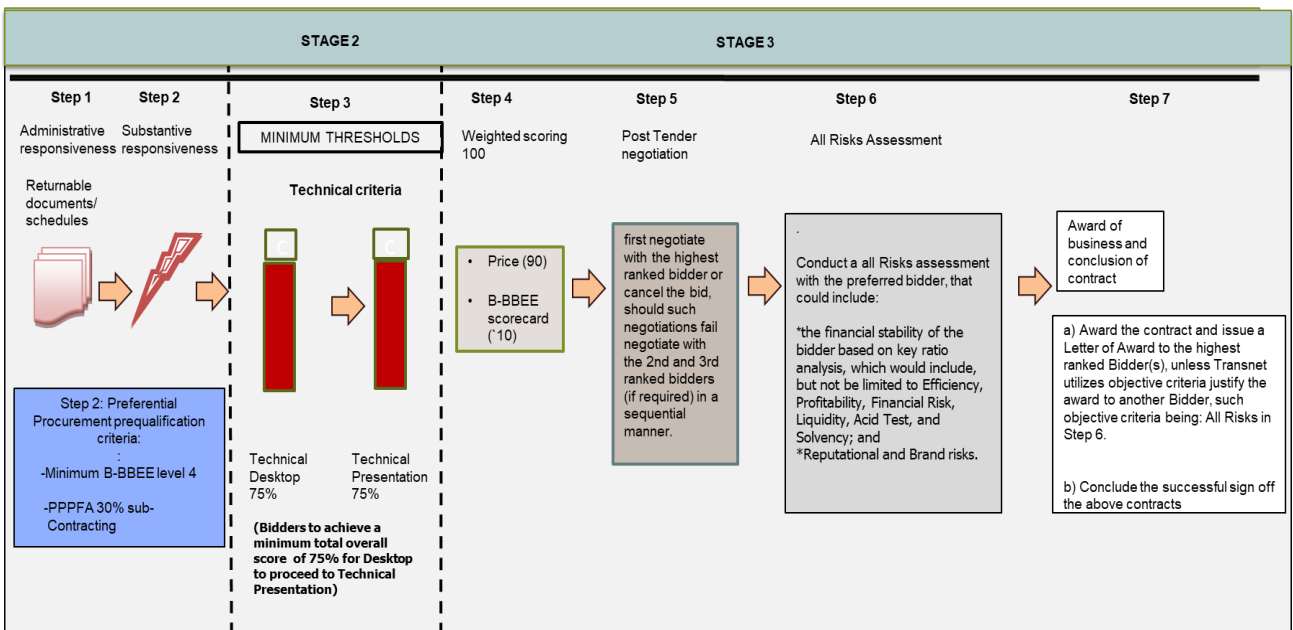 STAGE 2
STAGE 3
Step 1
Step 2
Step 3
Step 4
Step 5
Step 6
Step 7
Administrative
responsiveness
Substantive
responsiveness
MINIMUM THRESHOLDS
Weighted scoring
100
Post Tender
negotiation
All Risks Assessment
Returnable
documents/
schedules
Technical criteria
C
C
• Price (90)
• B-BBEE
scorecard
(`10)
first negotiate
with the highest
ranked bidder or
cancel the bid,
should such
negotiations fail
negotiate with
the 2nd and 3rd
ranked bidders
(if required) in a
sequential
manner.
.
Conduct a all Risks assessment
with the preferred bidder, that
could include:
*the financial stability of the
bidder based on key ratio
analysis, which would include,
but not be limited to Efficiency,
Profitability, Financial Risk,
Liquidity, Acid Test, and
Solvency; and
*Reputational and Brand risks.
Award of
business and
conclusion of
contract
a) Award the contract and issue a
Letter of Award to the highest
ranked Bidder(s), unless Transnet
utilizes objective criteria justify the
award to another Bidder, such
objective criteria being: All Risks in
Step 6.
b) Conclude the successful sign off
the above contracts
Step 2: Preferential
Procurement prequalification
criteria:
:
-Minimum B-BBEE level 4
-PPPFA 30% sub-
Contracting
Technical
Desktop
75%
Technical
Presentation
75%
(Bidders to achieve a
minimum total overall
score of 75% for Desktop
to proceed to Technical
Presentation)